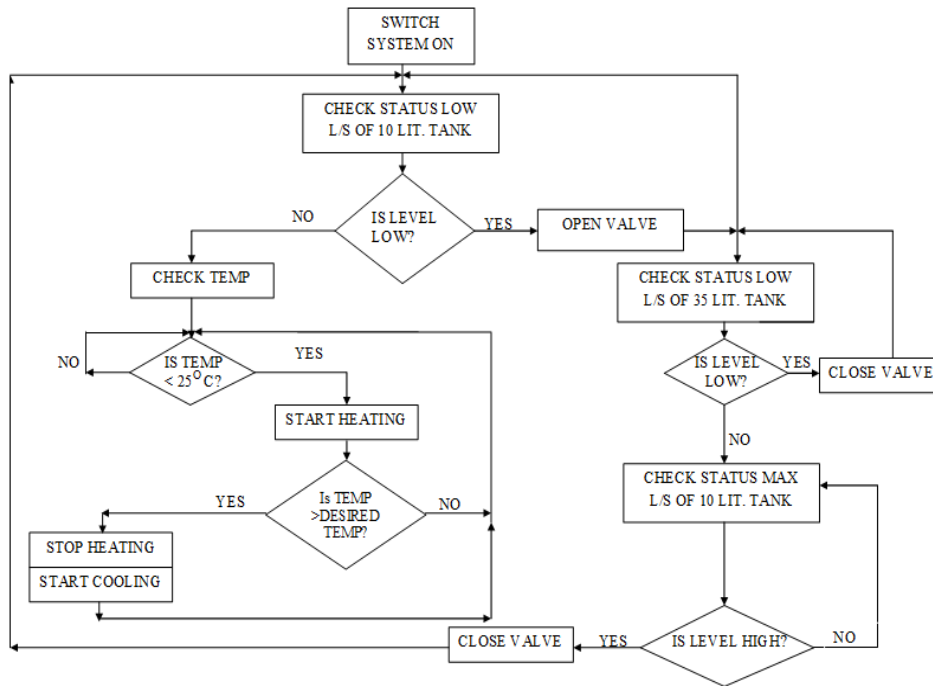 SWITCH
SYSTEM ON
CHECK STATUS LOW
L/S OF 10 LIT. TANK
IS LEVEL
LOW?
NO
YES
OPEN VALVE
CHECK TEMP
CHECK STATUS LOW
L/S OF 35 LIT. TANK
IS TEMP
< 25°C?
NO
YES
IS LEVEL
LOW?
YES
CLOSE VALVE
START HEATING
NO
CHECK STATUS MAX
L/S OF 10 LIT. TANK
Is TEMP
>DESIRED
TEMP?
YES
NO
STOP HEATING
START COOLING
IS LEVEL HIGH?
NO
YES
CLOSE VALVE